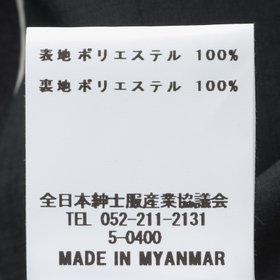 表地 ポリエステル 100%
裏地 ポリエステル 100%
全日本紳士服産業協議会
TEL 052-211-2131
5-0400
MADE IN MYANMAR